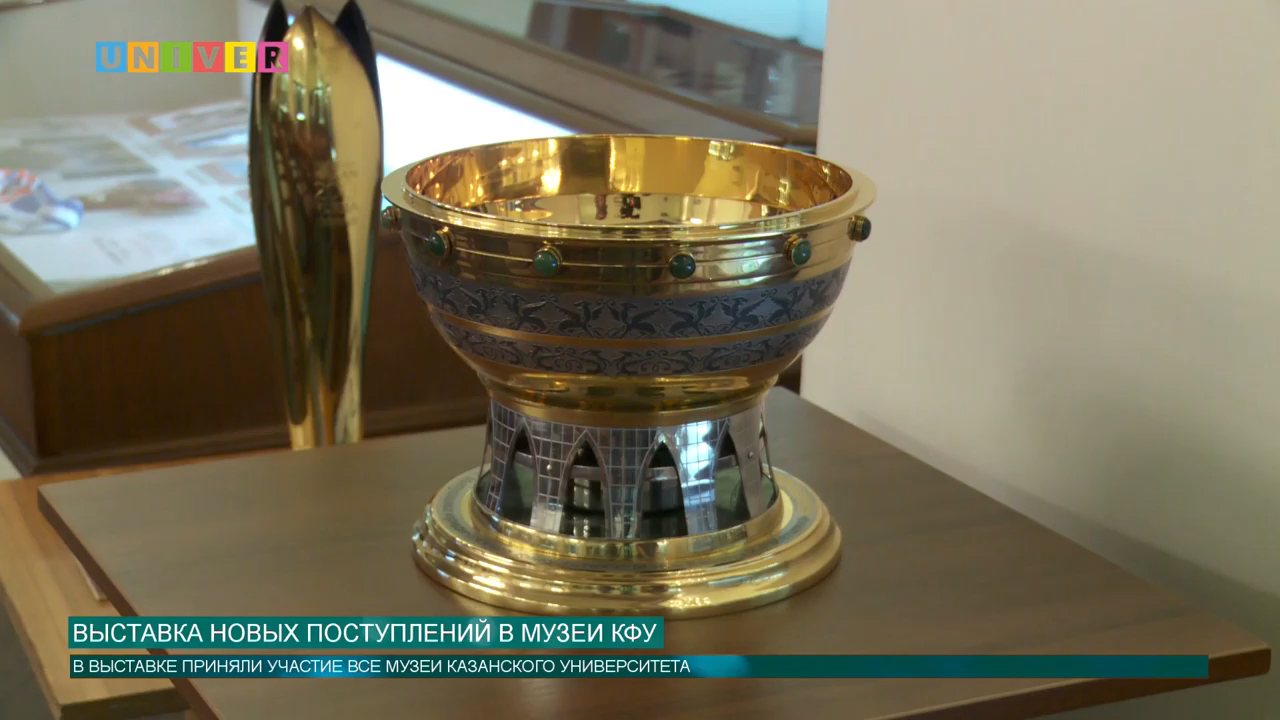 UNIVER
ВЫСТАВКА НОВЫХ ПОСТУПЛЕНИЙ В МУЗЕИ КФУ
В ВЫСТАВКЕ ПРИНЯЛИ УЧАСТИЕ ВСЕ МУЗЕИ КАЗАНСКОГО УНИВЕРСИТЕТА